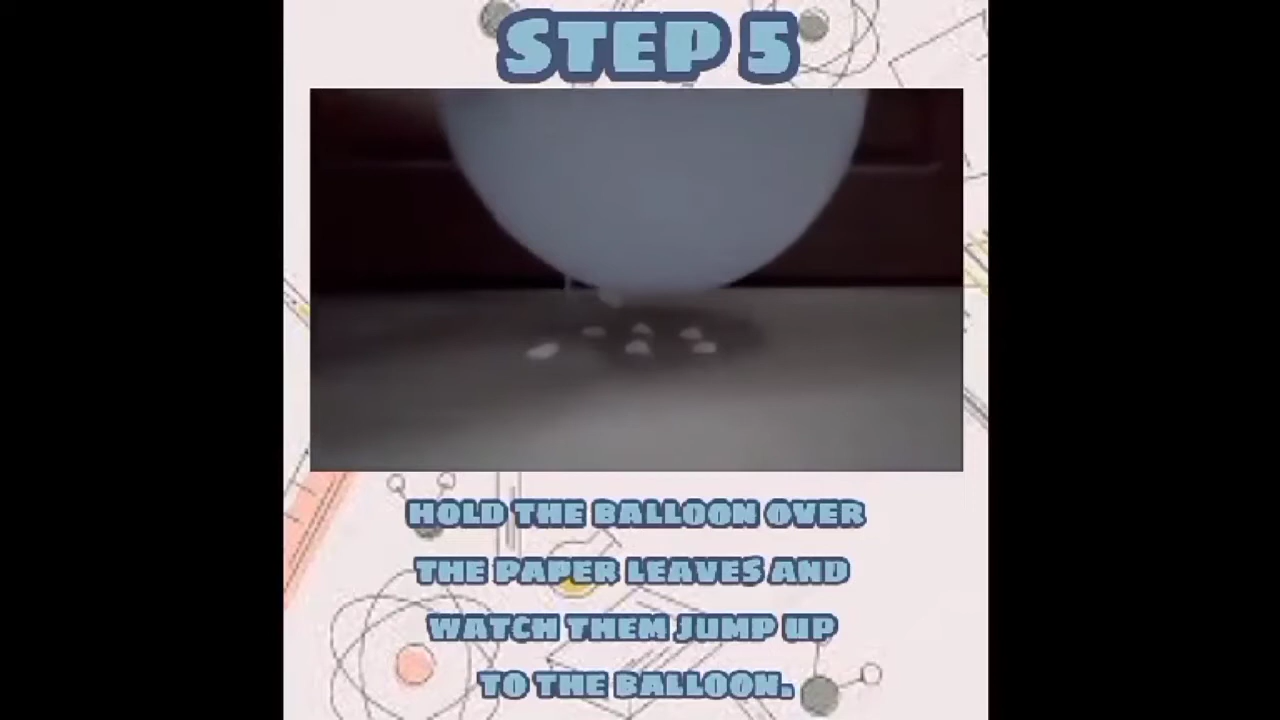 STEP 5
HOLD THE BALLOON OVER
THE PAPER LEAVES AND
WATCH THEM JUMP UP
TO THE BALLOON.